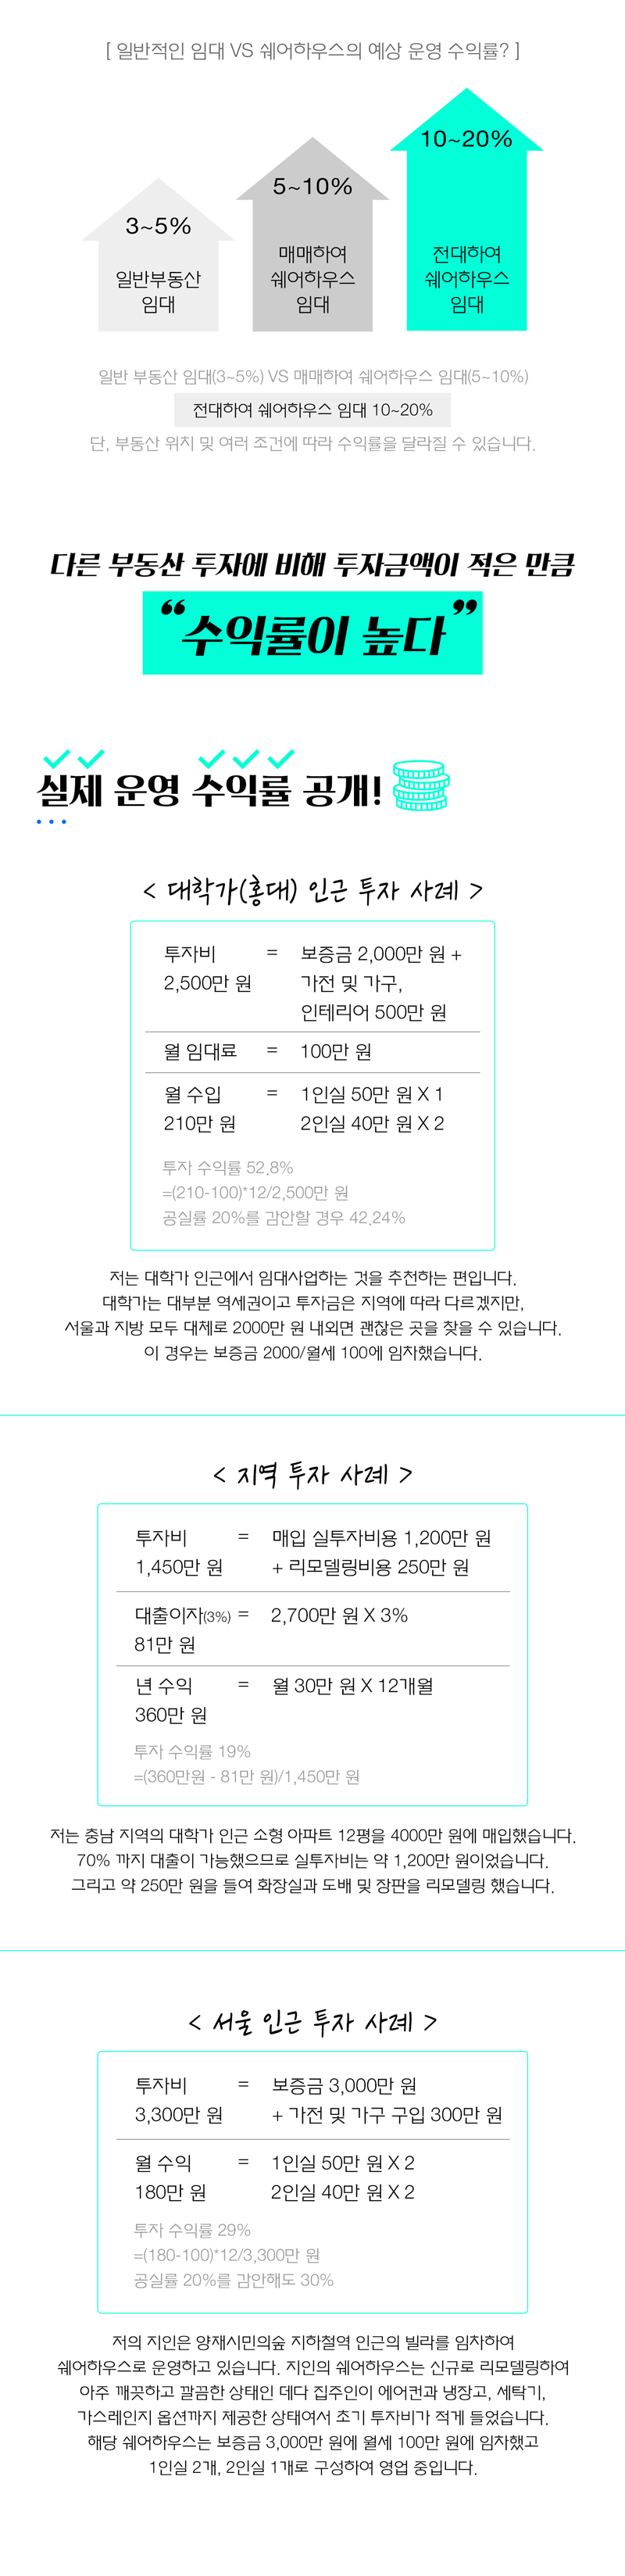 [ 일반적인 임대 VS 쉐어하우스의 예상 운영 수익률? ]
3~5%
일반부동산
임대
5~10%
매매하여
쉐어하우스
임대
10~20%
전대하여
쉐어하우스
임대
일반 부동산 임대(3~5%) VS 매매하여 쉐어하우스 임대(5~10%)
전대하여 쉐어하우스 임대 10~20%
단, 부동산 위치 및 여러 조건에 따라 수익률을 달라질 수 있습니다.
다른 부동산 투자에 비해 투자금액이 적은 만큼
“수익률이 높다”
실제 운영 수익률 공개!
< 대학가(홍대) 인근 투자 사례 >
투자비 = 보증금 2,000만 원 +
2,500만 원 가전 및 가구,
인테리어 500만 원
월 임대료 = 100만 원
월 수입 = 1인실 50만 원 X 1
210만 원 2인실 40만 원 X 2
투자 수익률 52.8%
=(210-100)*12/2,500만 원
공실률 20%를 감안할 경우 42.24%
저는 대학가 인근에서 임대사업하는 것을 추천하는 편입니다.
대학가는 대부분 역세권이고 투자금은 지역에 따라 다르겠지만,
서울과 지방 모두 대체로 2000만 원 내외면 괜찮은 곳을 찾을 수 있습니다.
이 경우는 보증금 2000/월세 100에 임차했습니다.
< 지역 투자 사례 >
투자비 = 매입 실투자비용 1,200만 원
1,450만 원 + 리모델링비용 250만 원
대출이자(3%) = 2,700만 원 X 3%
81만 원
년 수익 = 월 30만 원 X 12개월
360만 원
투자 수익률 19%
=(360만원 - 81만 원)/1,450만 원
저는 충남 지역의 대학가 인근 소형 아파트 12평을 4000만 원에 매입했습니다.
70% 까지 대출이 가능했으므로 실투자비는 약 1,200만 원이었습니다.
그리고 약 250만 원을 들여 화장실과 도배 및 장판을 리모델링 했습니다.
< 서울 인근 투자 사례 >
투자비 = 보증금 3,000만 원
3,300만 원 + 가전 및 가구 구입 300만 원
월 수익 = 1인실 50만 원 X 2
180만 원 2인실 40만 원 X 2
투자 수익률 29%
=(180-100)*12/3,300만 원
공실률 20%를 감안해도 30%
저의 지인은 양재시민의숲 지하철역 인근의 빌라를 임차하여
쉐어하우스로 운영하고 있습니다. 지인의 쉐어하우스는 신규로 리모델링하여
아주 깨끗하고 깔끔한 상태인 데다 집주인이 에어컨과 냉장고, 세탁기,
가스레인지 옵션까지 제공한 상태여서 초기 투자비가 적게 들었습니다.
해당 쉐어하우스는 보증금 3,000만 원에 월세 100만 원에 임차했고
1인실 2개, 2인실 1개로 구성하여 영업 중입니다.